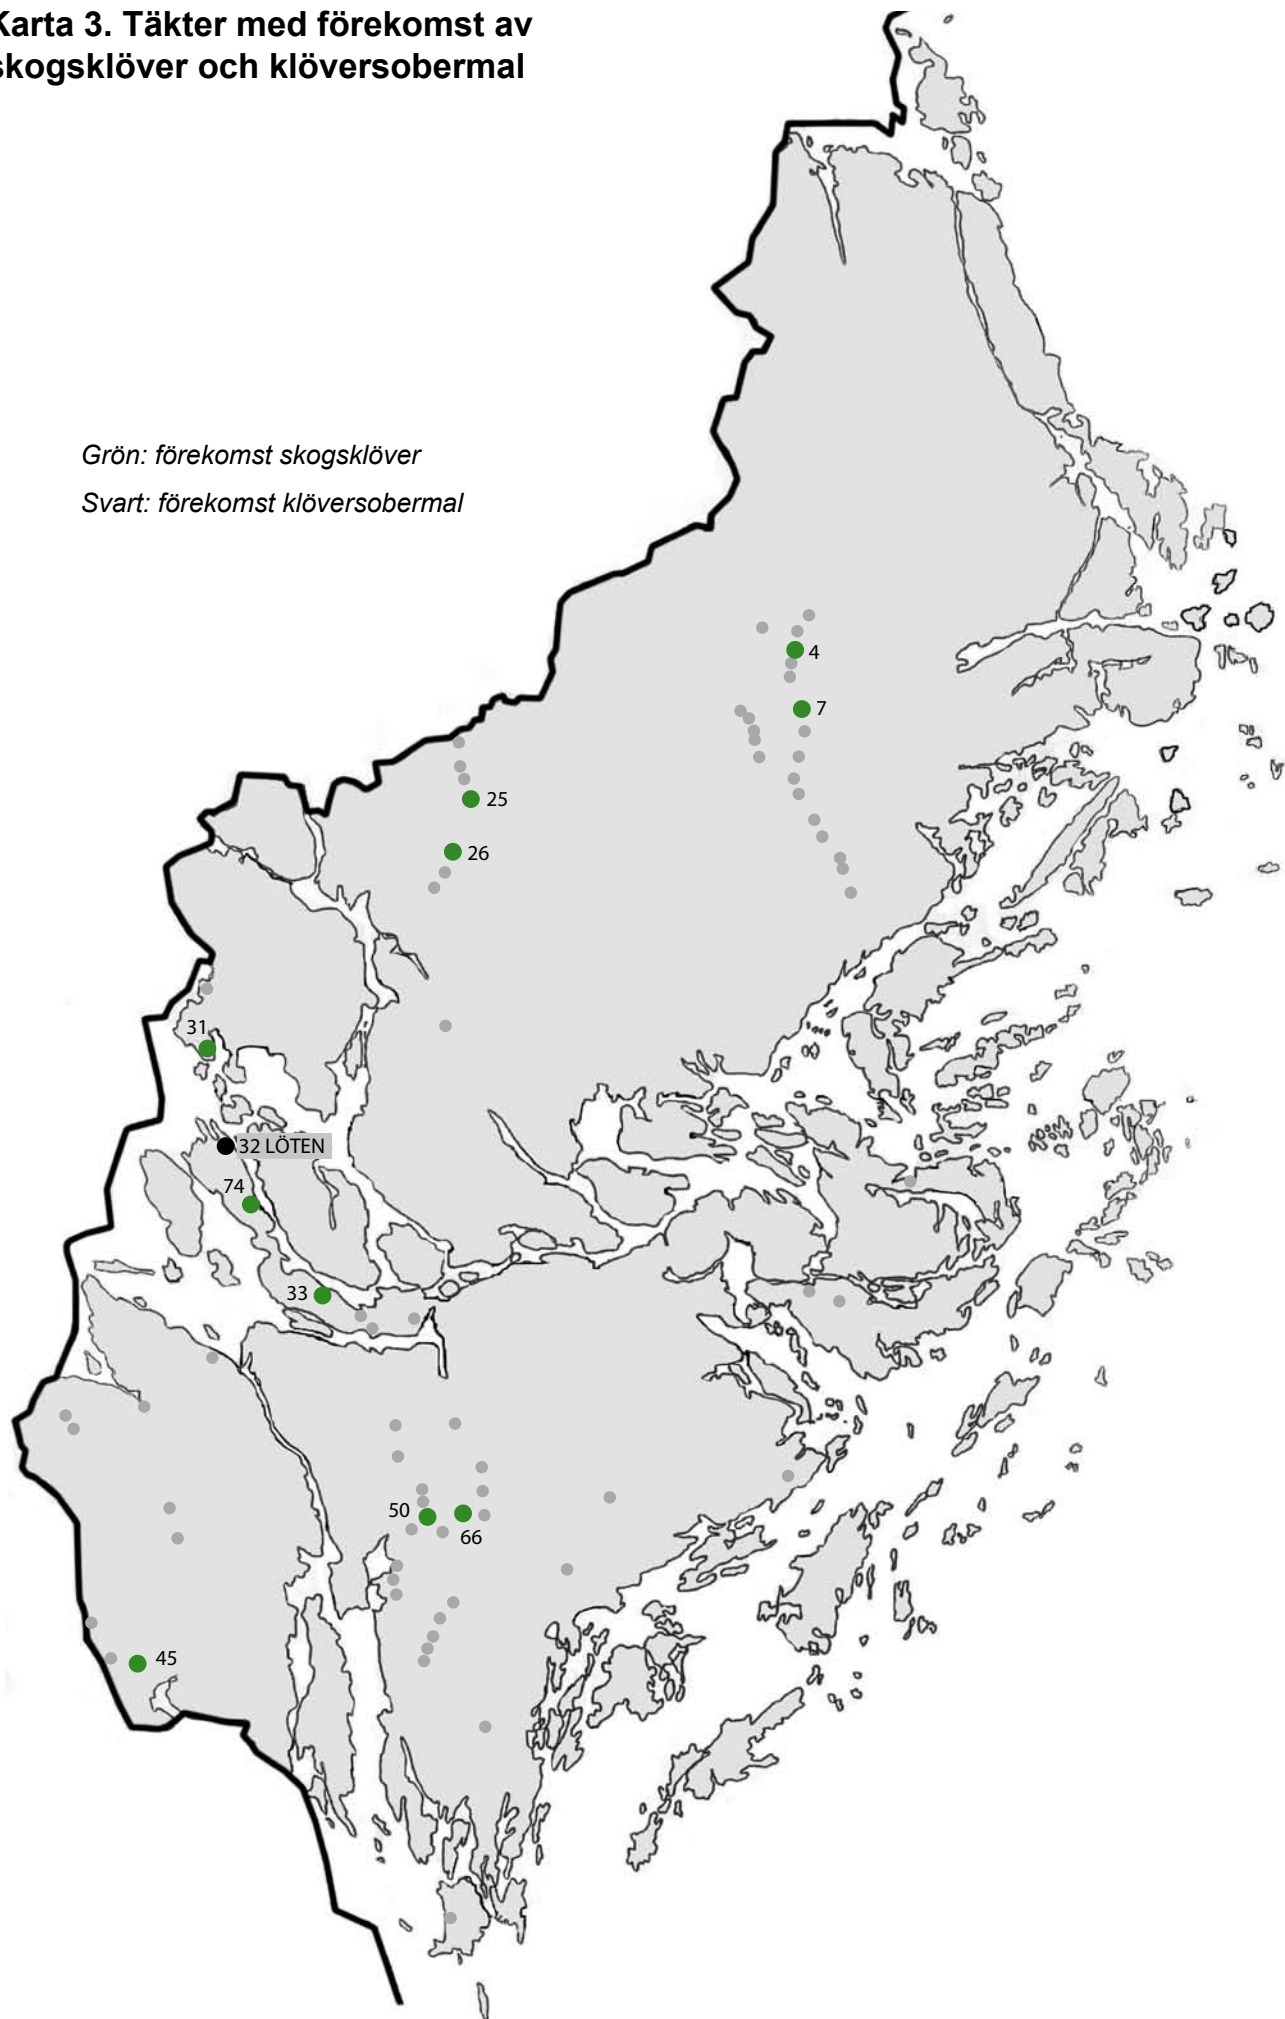 Karta 3. Täkter med förekomst av
skogsklöver och klöversobermal
Grön: förekomst skogsklöver
Svart: förekomst klöversobermal
4
7
25
26
31
32 LÖTEN
74
33
50
66
45